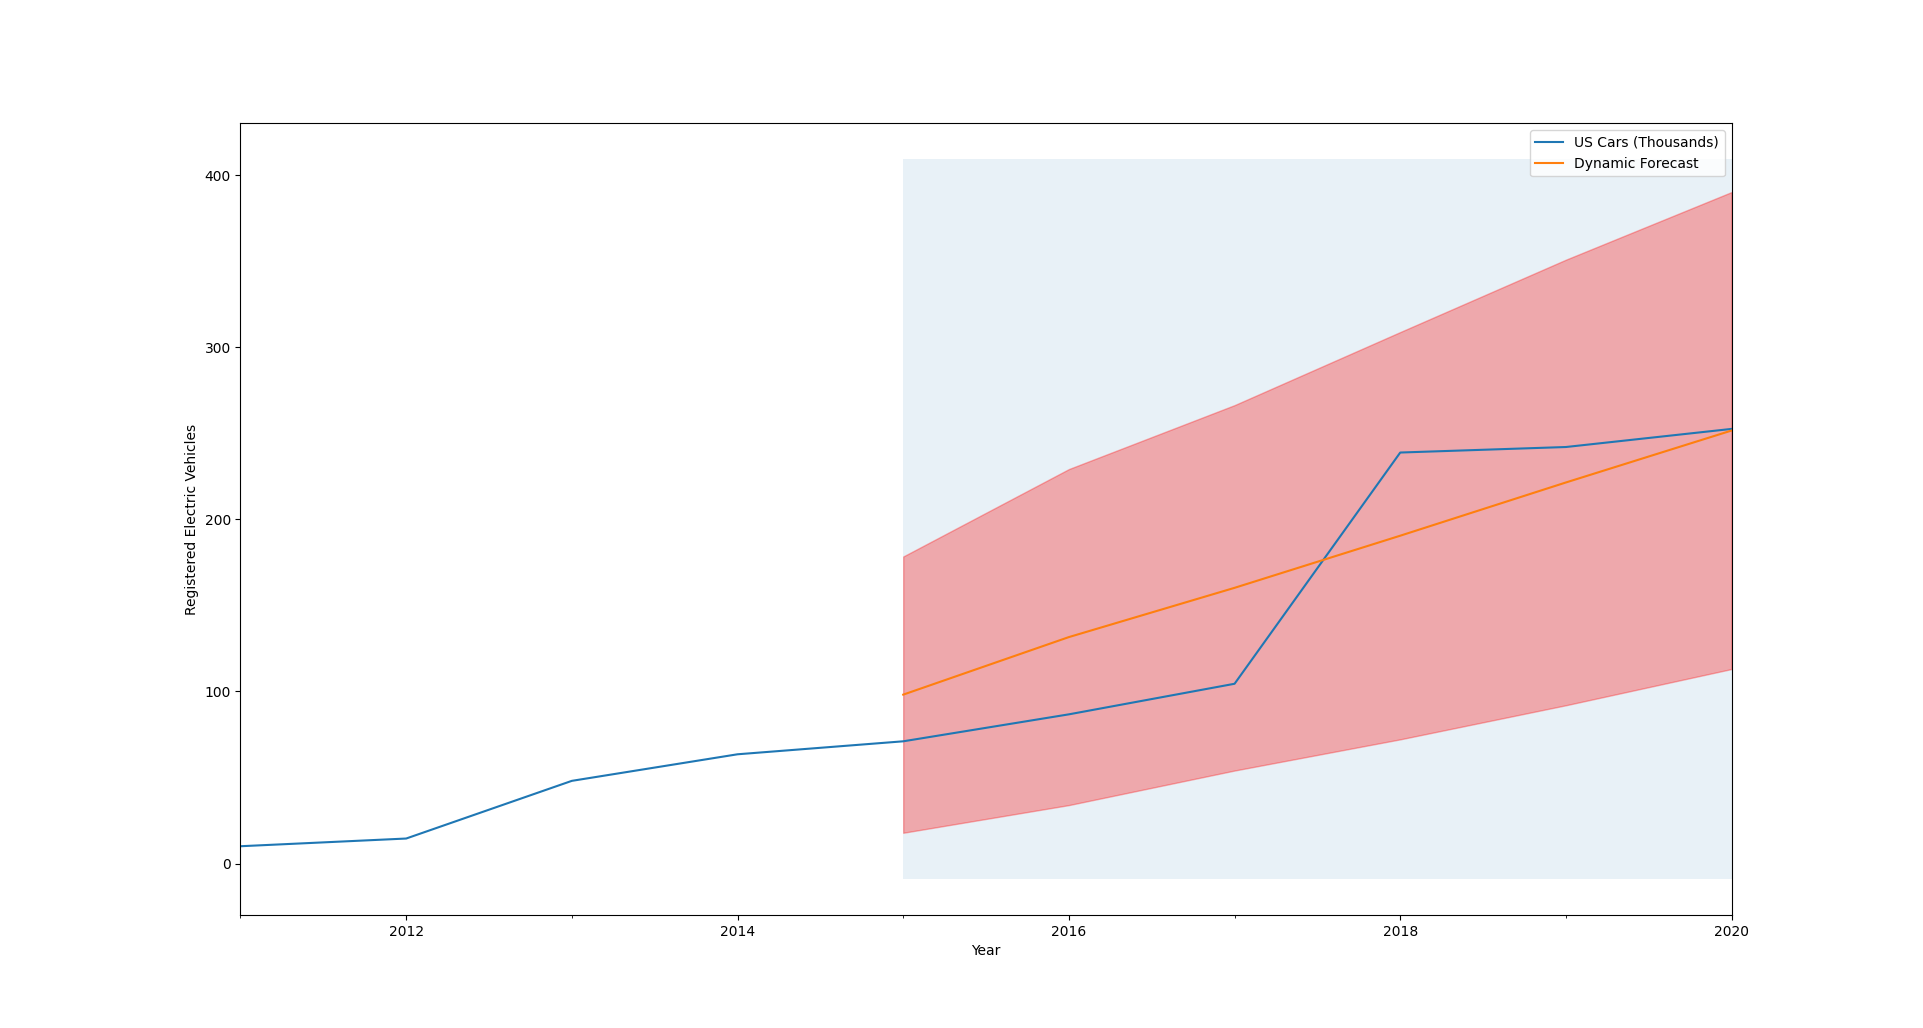 US Cars (Thousands)
Dynamic Forecast
400
300
200
100
0
Registered Electric Vehicles
2012
2014
2016
2018
2020
Year